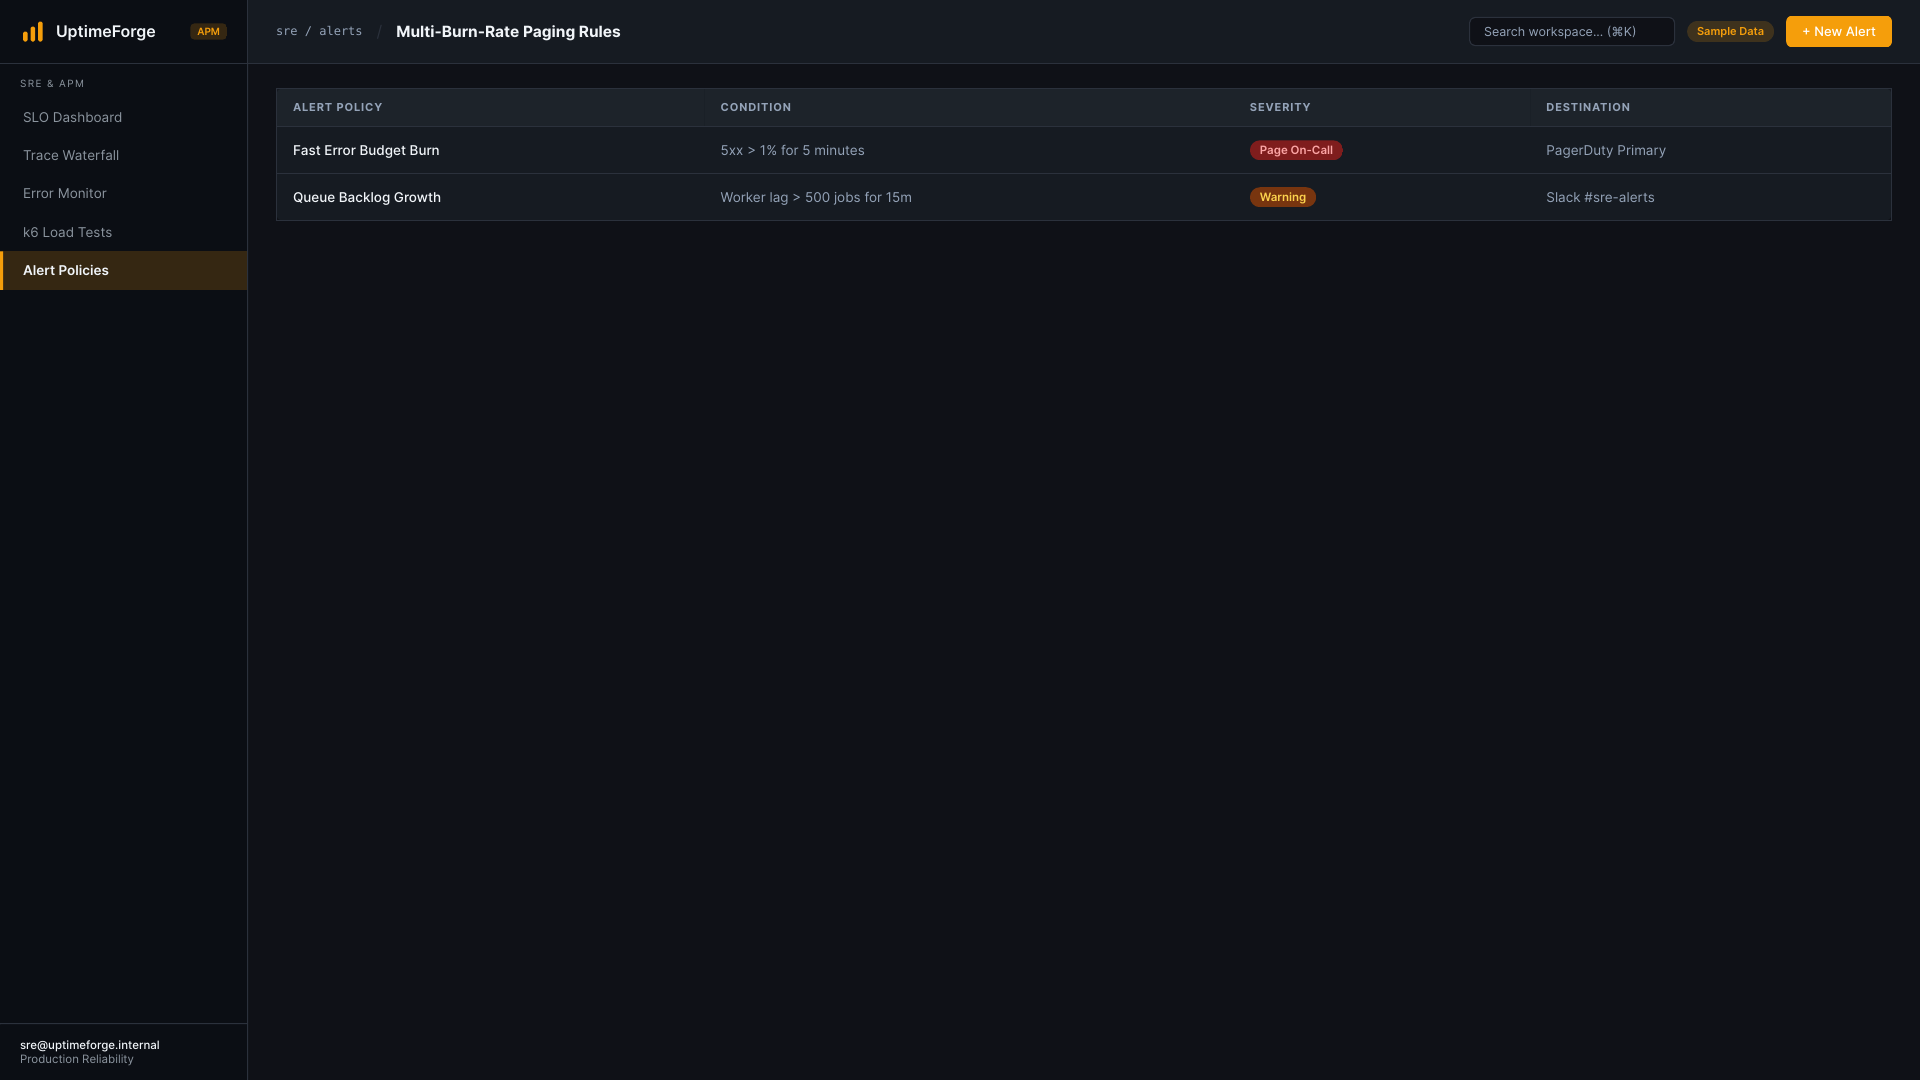 UptimeForge APM
SRE & APM
SLO Dashboard
Trace Waterfall
Error Monitor
k6 Load Tests
Alert Policies
sre@uptimeforge.internal
Production Reliability
sre / alerts / Multi-Burn-Rate Paging Rules
Search workspace... (⌘K)
Sample Data
+ New Alert
ALERT POLICY CONDITION SEVERITY DESTINATION
Fast Error Budget Burn 5xx > 1% for 5 minutes Page On-Call PagerDuty Primary
Queue Backlog Growth Worker lag > 500 jobs for 15m Warning Slack #sre-alerts